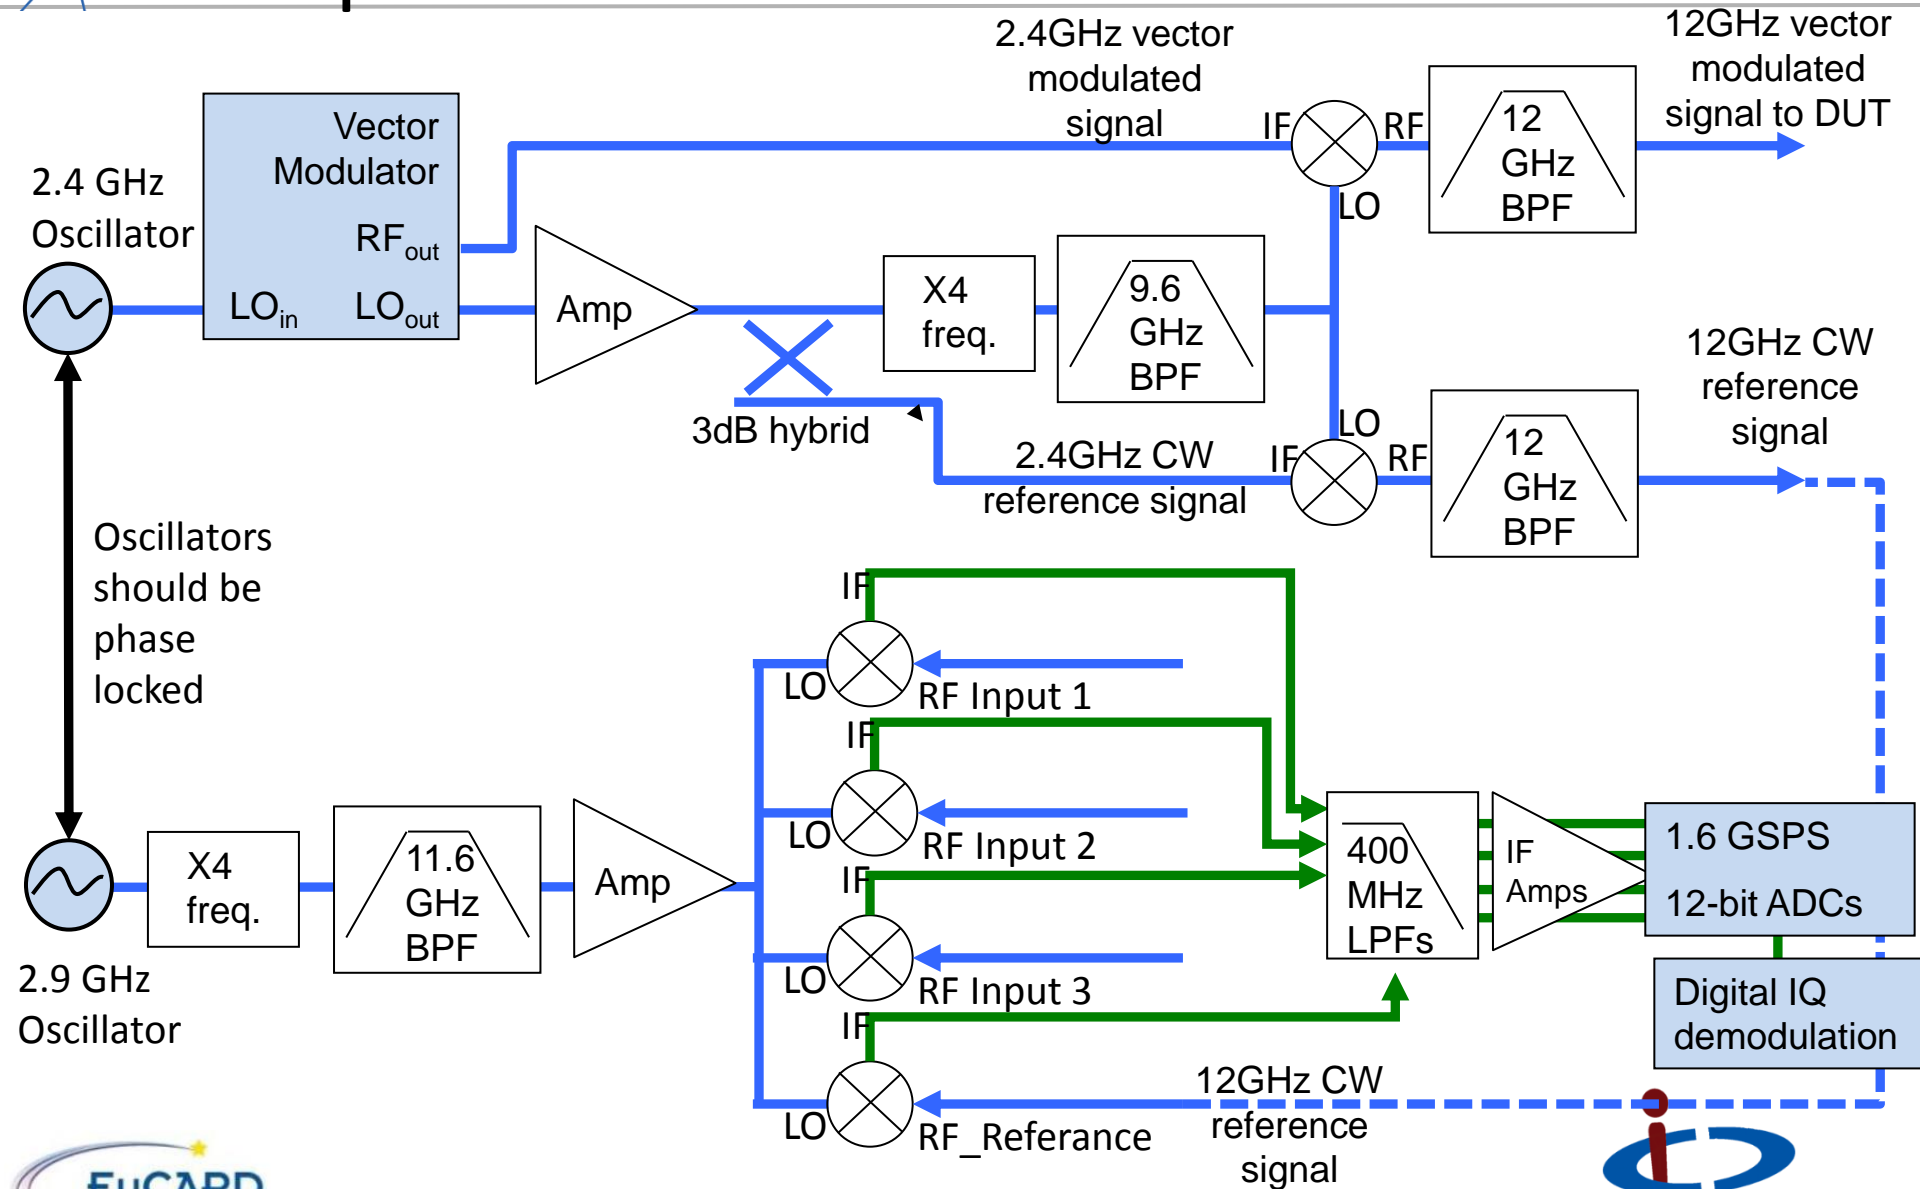 2.4GHz vector
modulated
signal
12GHz vector
modulated
signal to DUT
Vector
Modulator
RFout
LOin
LOout
2.4 GHz
Oscillator
Amp
X4
freq.
9.6
GHz
BPF
IF
RF
LO
12
GHz
BPF
3dB hybrid
2.4GHz CW
reference signal
IF
RF
LO
12
GHz
BPF
12GHz CW
reference
signal
Oscillators
should be
phase
locked
IF
LO
RF Input 1
IF
LO
RF Input 2
IF
LO
RF Input 3
IF
LO
RF_Referance
2.9 GHz
Oscillator
X4
freq.
11.6
GHz
BPF
Amp
400
MHz
LPFs
IF
Amps
1.6 GSPS
12-bit ADCs
Digital IQ
demodulation
12GHz CW
reference
signal
EuCARD